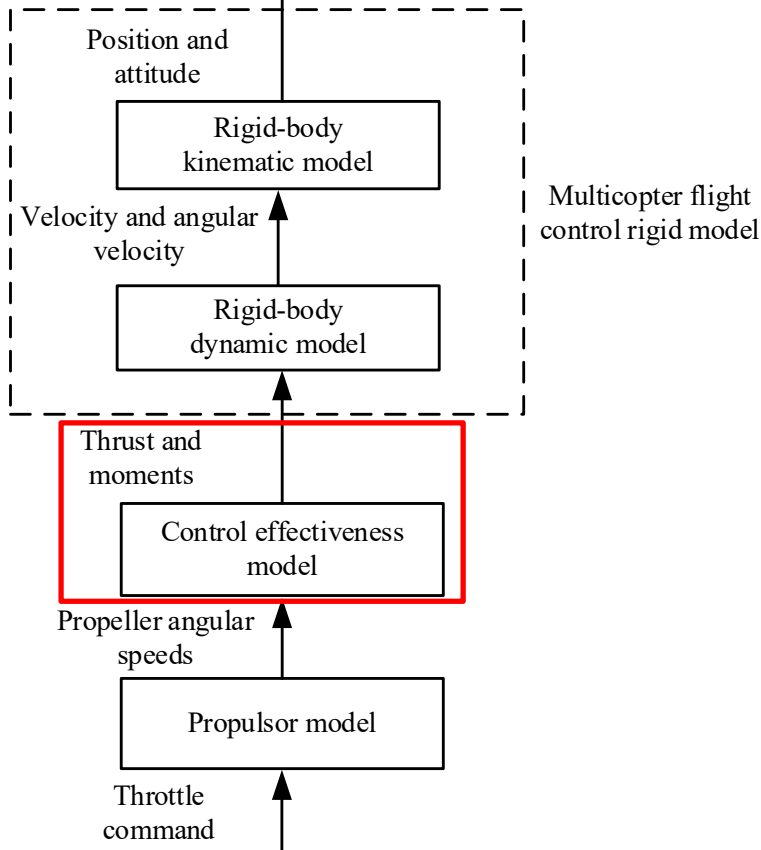 Position and
attitude
Rigid-body
kinematic model
Velocity and angular
velocity
Multicopter flight
control rigid model
Rigid-body
dynamic model
Thrust and
moments
Control effectiveness
model
Propeller angular
speeds
Propulsor model
Throttle
command